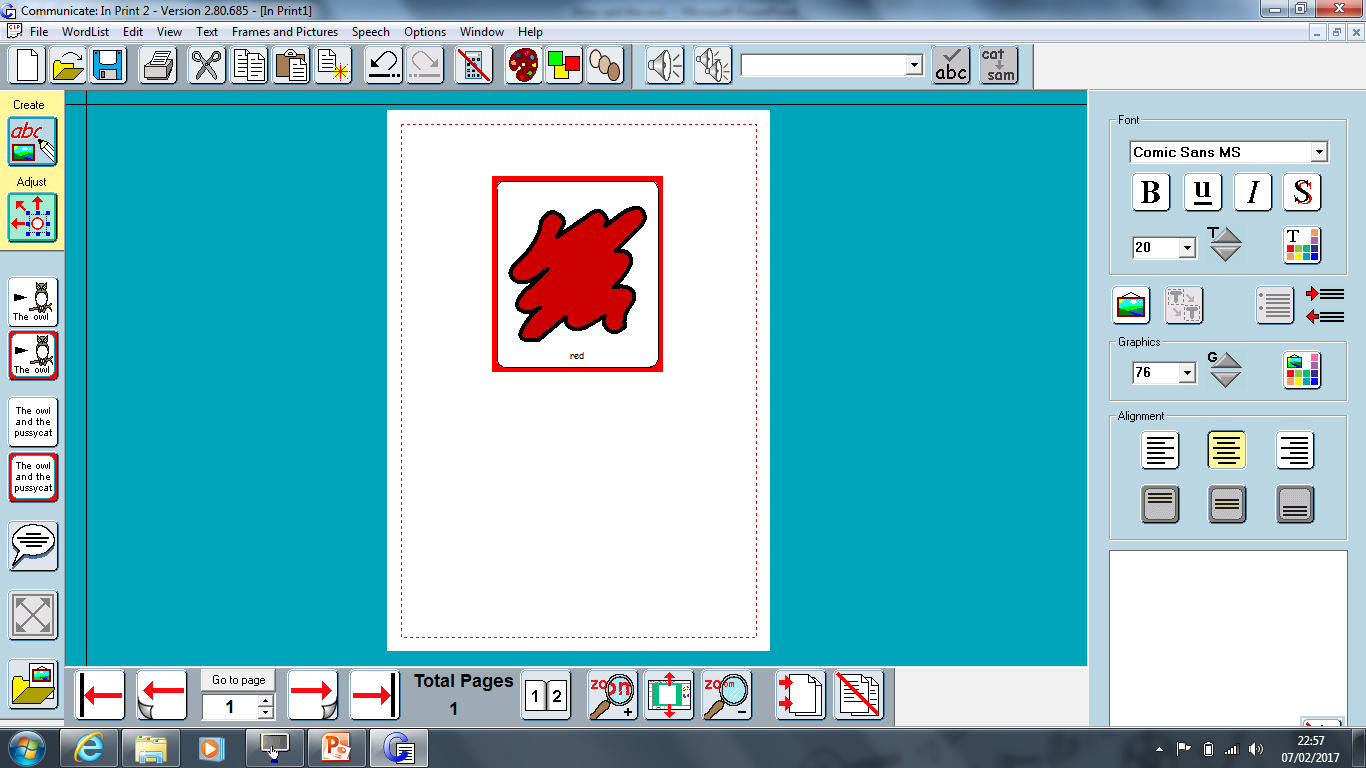 Communicate: In Print 2 - Version 2.80.685 - [In Print1]
File WordList Edit View Text Frames and Pictures Speech Options Window Help
abc
cat
sam
Create
abc
Adjust
The owl
The owl
The owl
and the
pussycat
The owl
and the
pussycat
red
Font
Comic Sans MS
B u I S
20 T T
T T
Graphics
76 G
Alignment
Go to page
1
Total Pages
1
1 2
zoom +
zoom -
22:57
07/02/2017